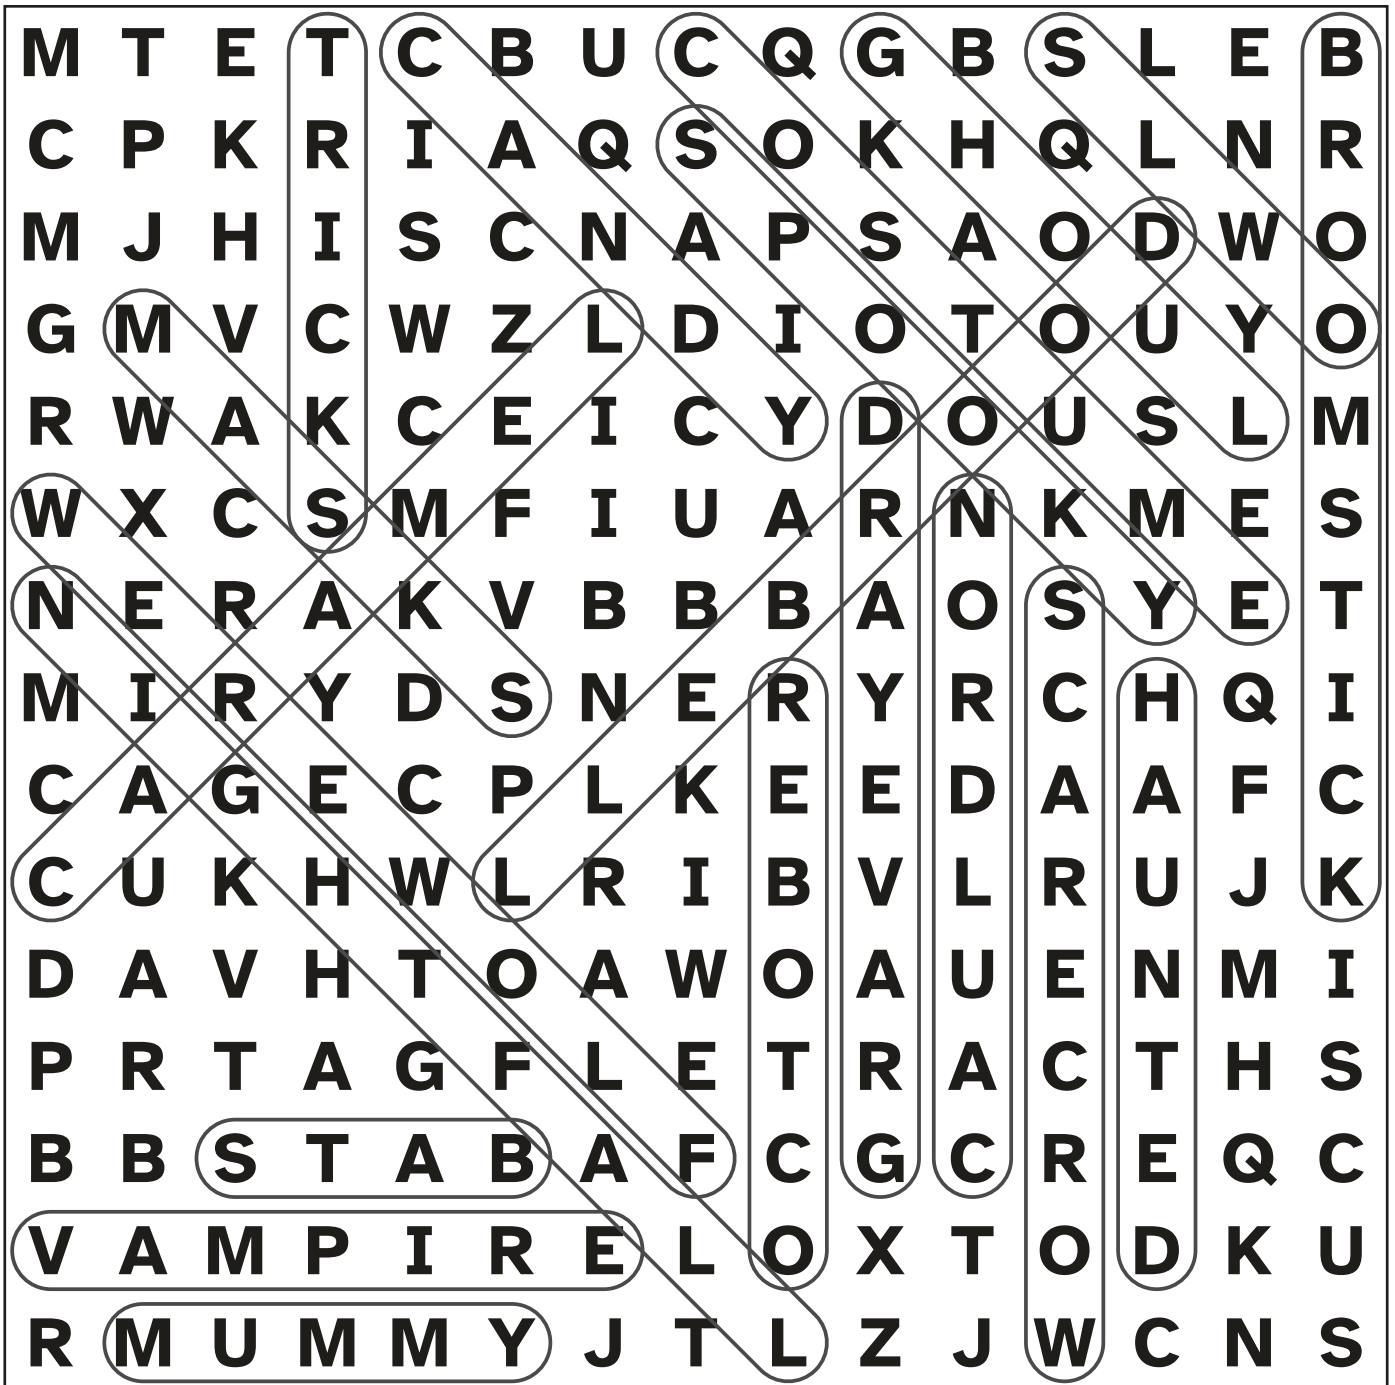 M T E T C B U C Q G B S L E B
C P K R I A Q S O K H Q L N R
M J H I S C N A P S A O D W O
G M V C W Z L D I O T O U Y O
R W A K C E I C Y D O U S L M
W X C S M F I U A R N K M E S
N E R A K V B B B A O S Y E T
M I R Y D S N E R Y R C H Q I
C A G E C P L K E E D A A F C
C U K H W L R I B V L R U J K
D A V H T O A W O A U E N M I
P R T A G F L E T R A C T H S
B B S T A B A F C G C R E Q C
V A M P I R E L O X T O D K U
R M U M M Y J T L Z J W C N S